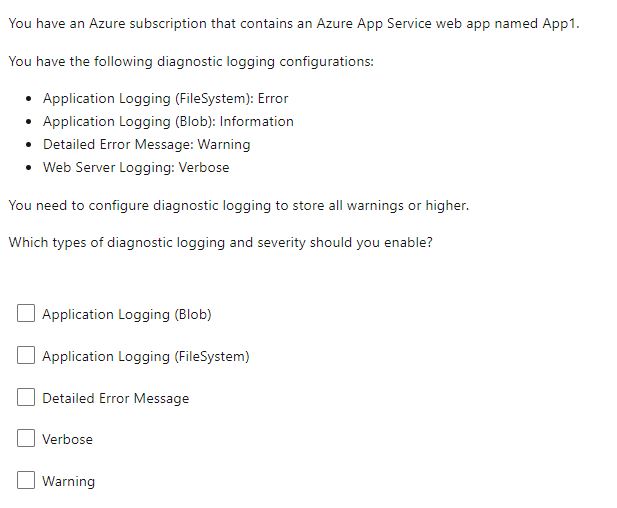 You have an Azure subscription that contains an Azure App Service web app named App1.
You have the following diagnostic logging configurations:
• Application Logging (FileSystem): Error
• Application Logging (Blob): Information
• Detailed Error Message: Warning
• Web Server Logging: Verbose
You need to configure diagnostic logging to store all warnings or higher.
Which types of diagnostic logging and severity should you enable?
Application Logging (Blob)
Application Logging (FileSystem)
Detailed Error Message
Verbose
Warning